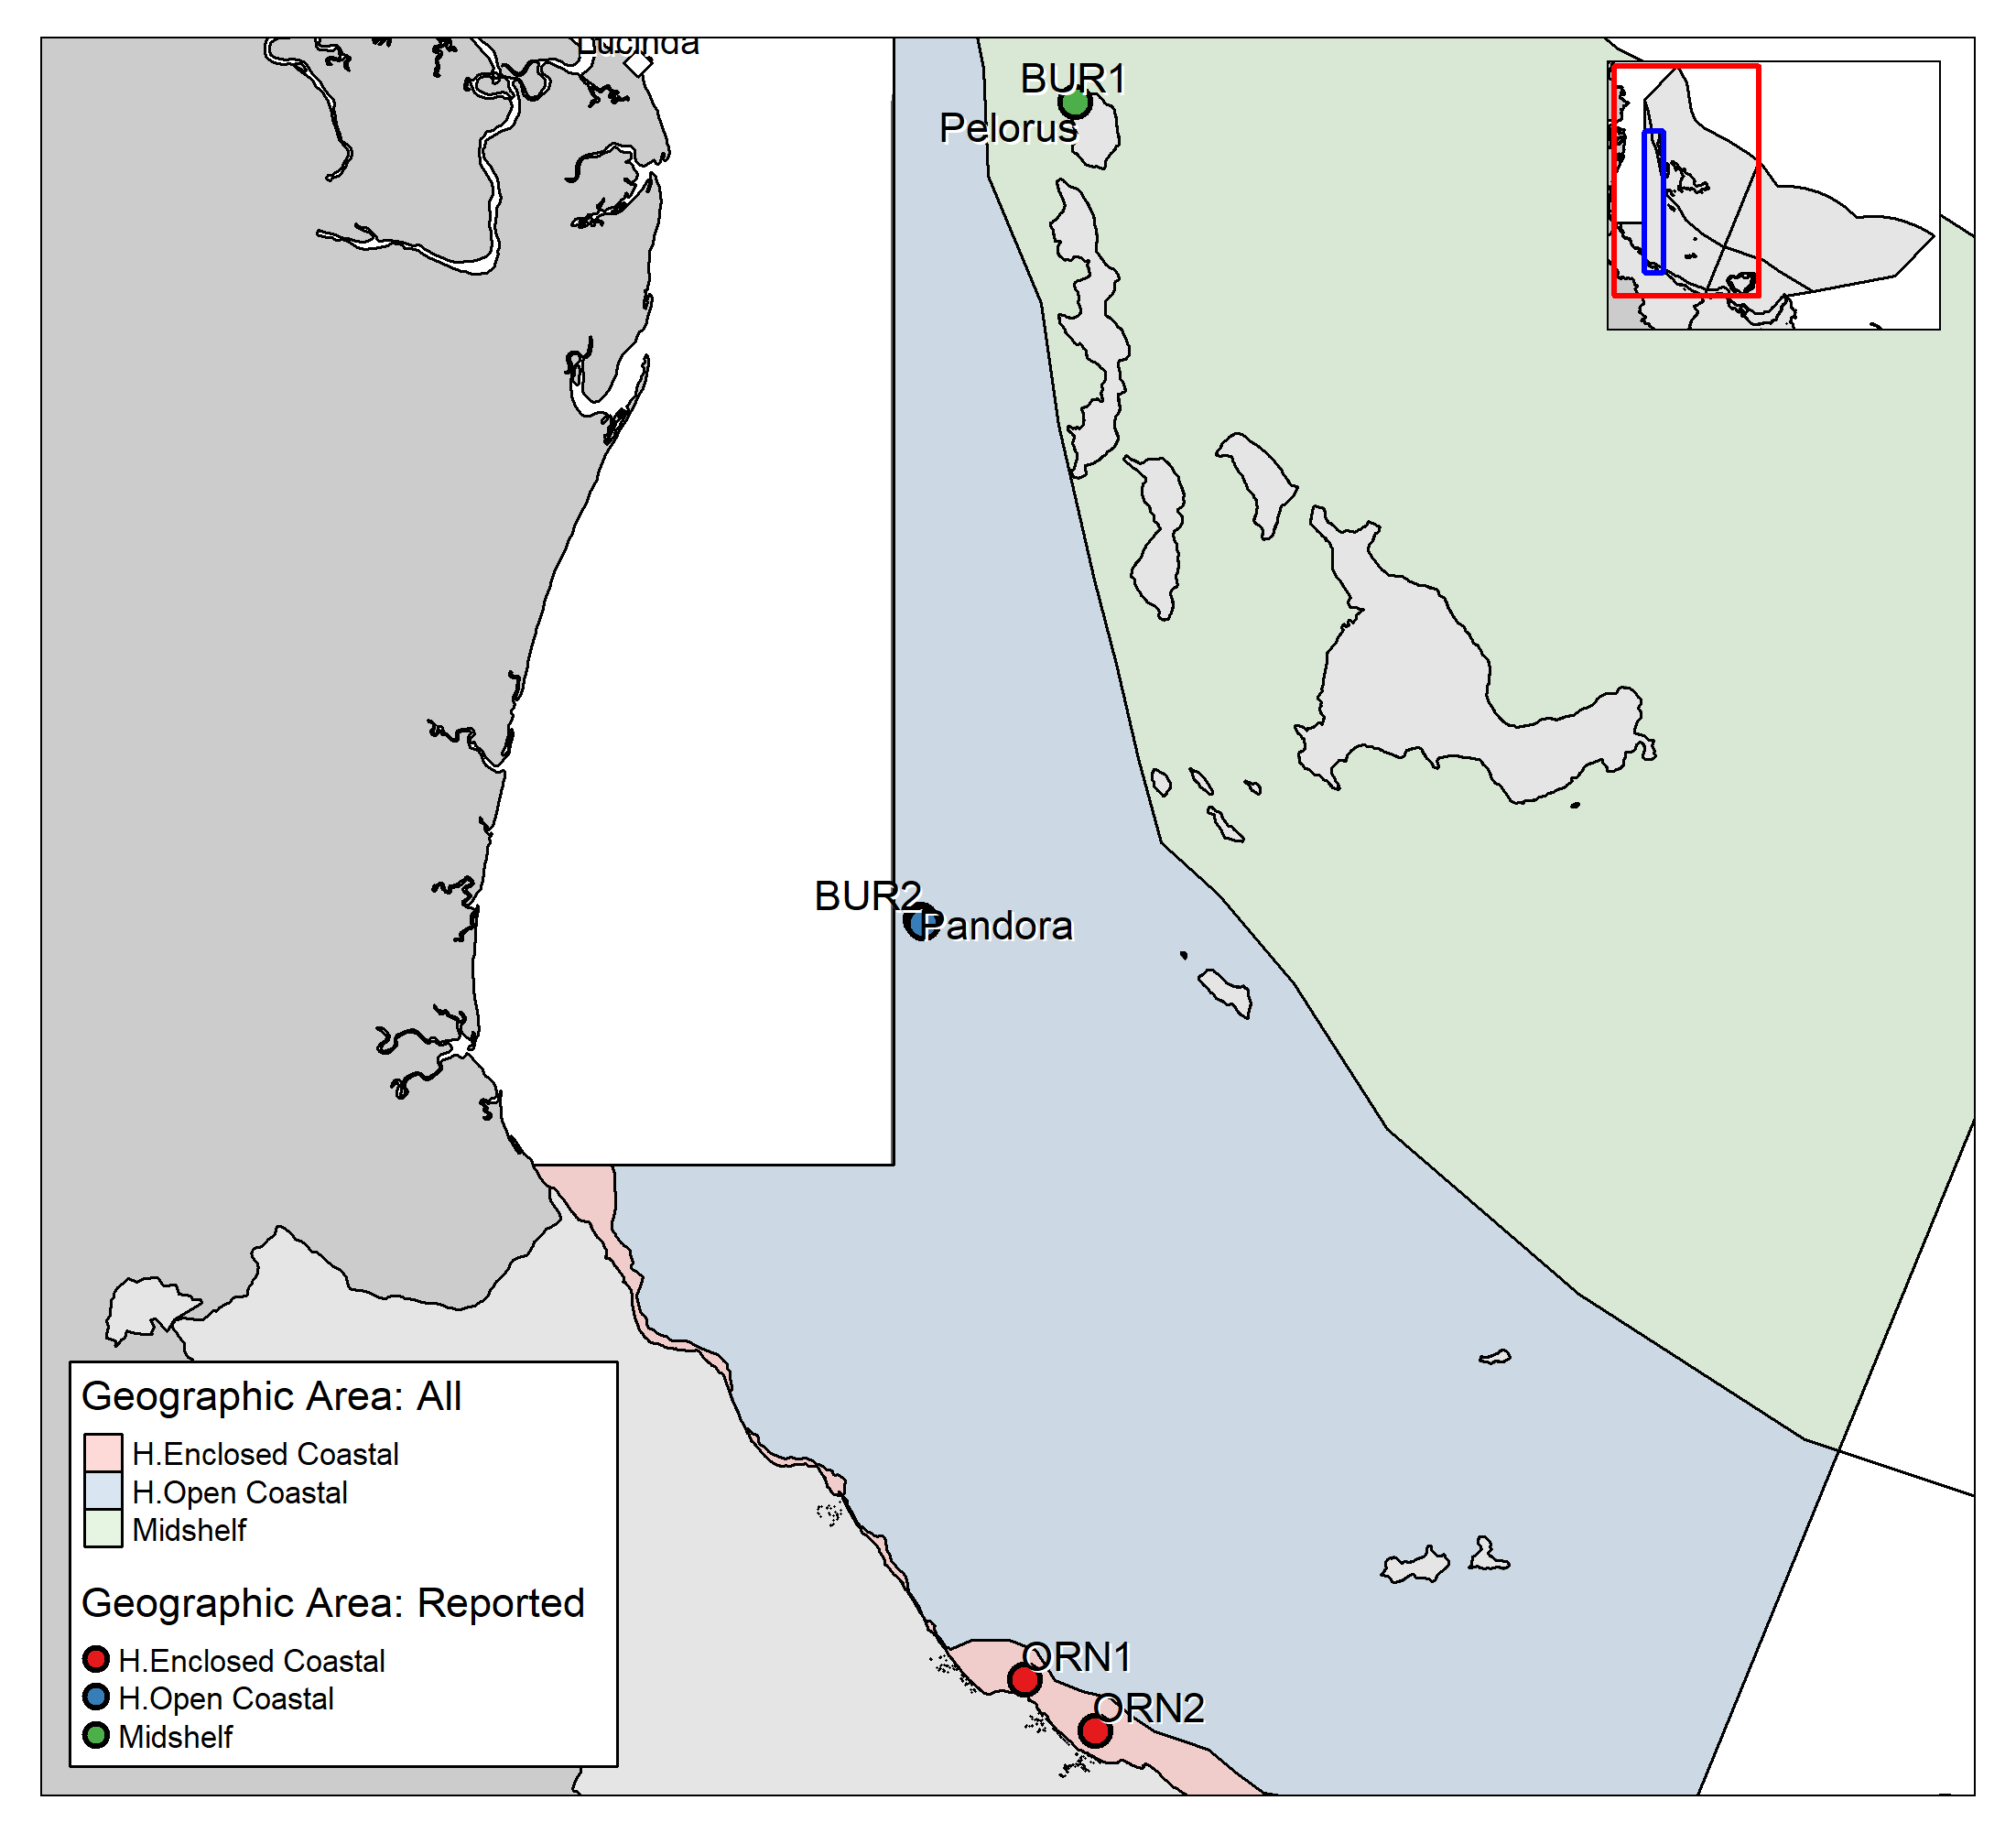 Lucinda
BUR1
Pelorus
BUR2
Pandora
Geographic Area: All
H.Enclosed Coastal
H.Open Coastal
Midshelf
Geographic Area: Reported
H.Enclosed Coastal
H.Open Coastal
Midshelf
ORN1
ORN2